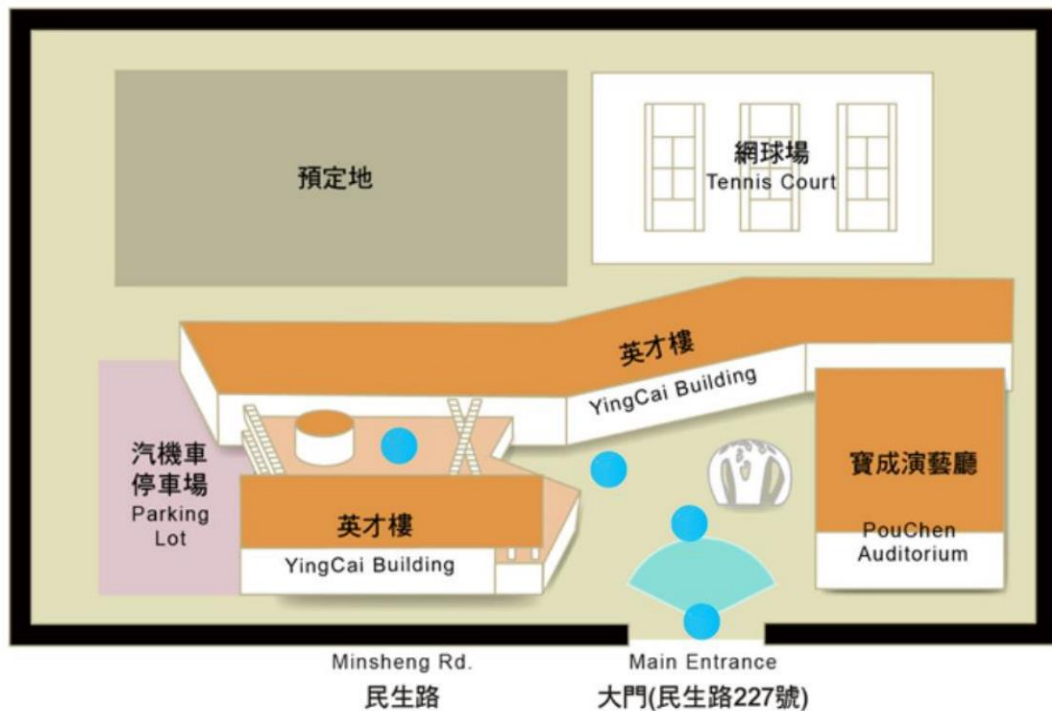 預定地
網球場
Tennis Court
英才樓
YingCai Building
汽機車
停車場
Parking
Lot
英才樓
YingCai Building
寶成演藝廳
PouChen
Auditorium
Minsheng Rd.
民生路
Main Entrance
大門(民生路227號)